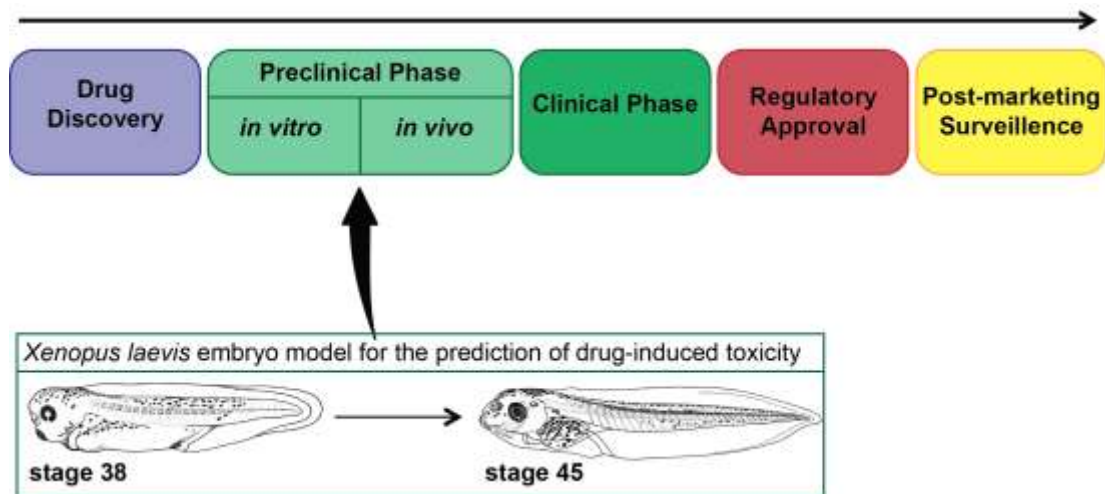 Drug
Discovery
Preclinical Phase
in vitro
in vivo
Clinical Phase
Regulatory
Approval
Post-marketing
Surveillence
Xenopus laevis embryo model for the prediction of drug-induced toxicity
stage 38
stage 45